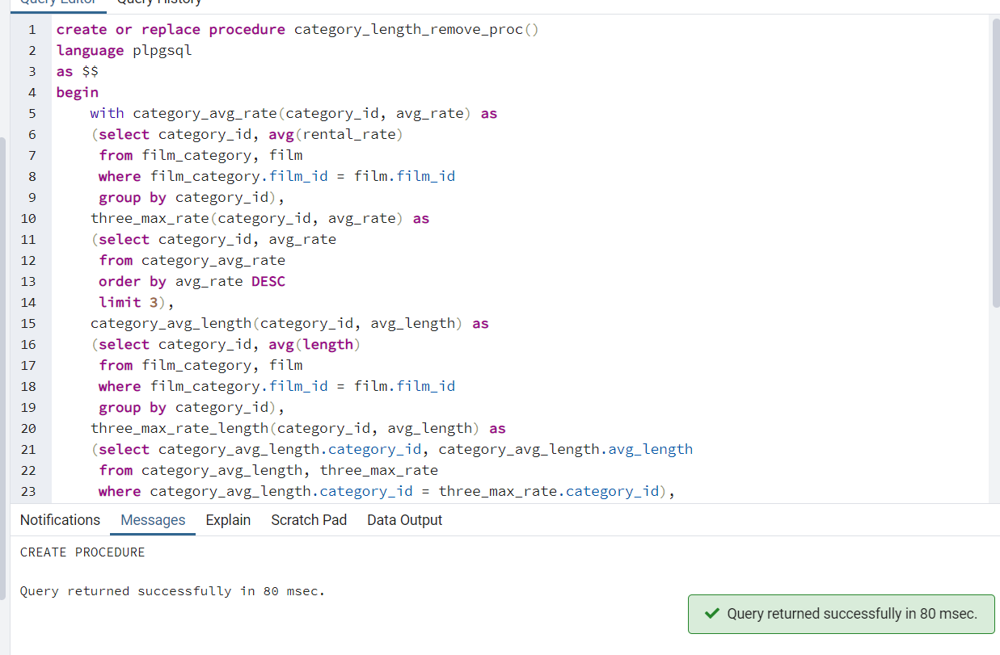 Query Editor Query History
1 create or replace procedure category_length_remove_proc()
2 language plpgsql
3 as $$
4 begin
5 with category_avg_rate(category_id, avg_rate) as
6 (select category_id, avg(rental_rate)
7 from film_category, film
8 where film_category.film_id = film.film_id
9 group by category_id),
10 three_max_rate(category_id, avg_rate) as
11 (select category_id, avg_rate
12 from category_avg_rate
13 order by avg_rate DESC
14 limit 3),
15 category_avg_length(category_id, avg_length) as
16 (select category_id, avg(length)
17 from film_category, film
18 where film_category.film_id = film.film_id
19 group by category_id),
20 three_max_rate_length(category_id, avg_length) as
21 (select category_avg_length.category_id, category_avg_length.avg_length
22 from category_avg_length, three_max_rate
23 where category_avg_length.category_id = three_max_rate.category_id),
Notifications Messages Explain Scratch Pad Data Output
CREATE PROCEDURE
Query returned successfully in 80 msec.
Query returned successfully in 80 msec.